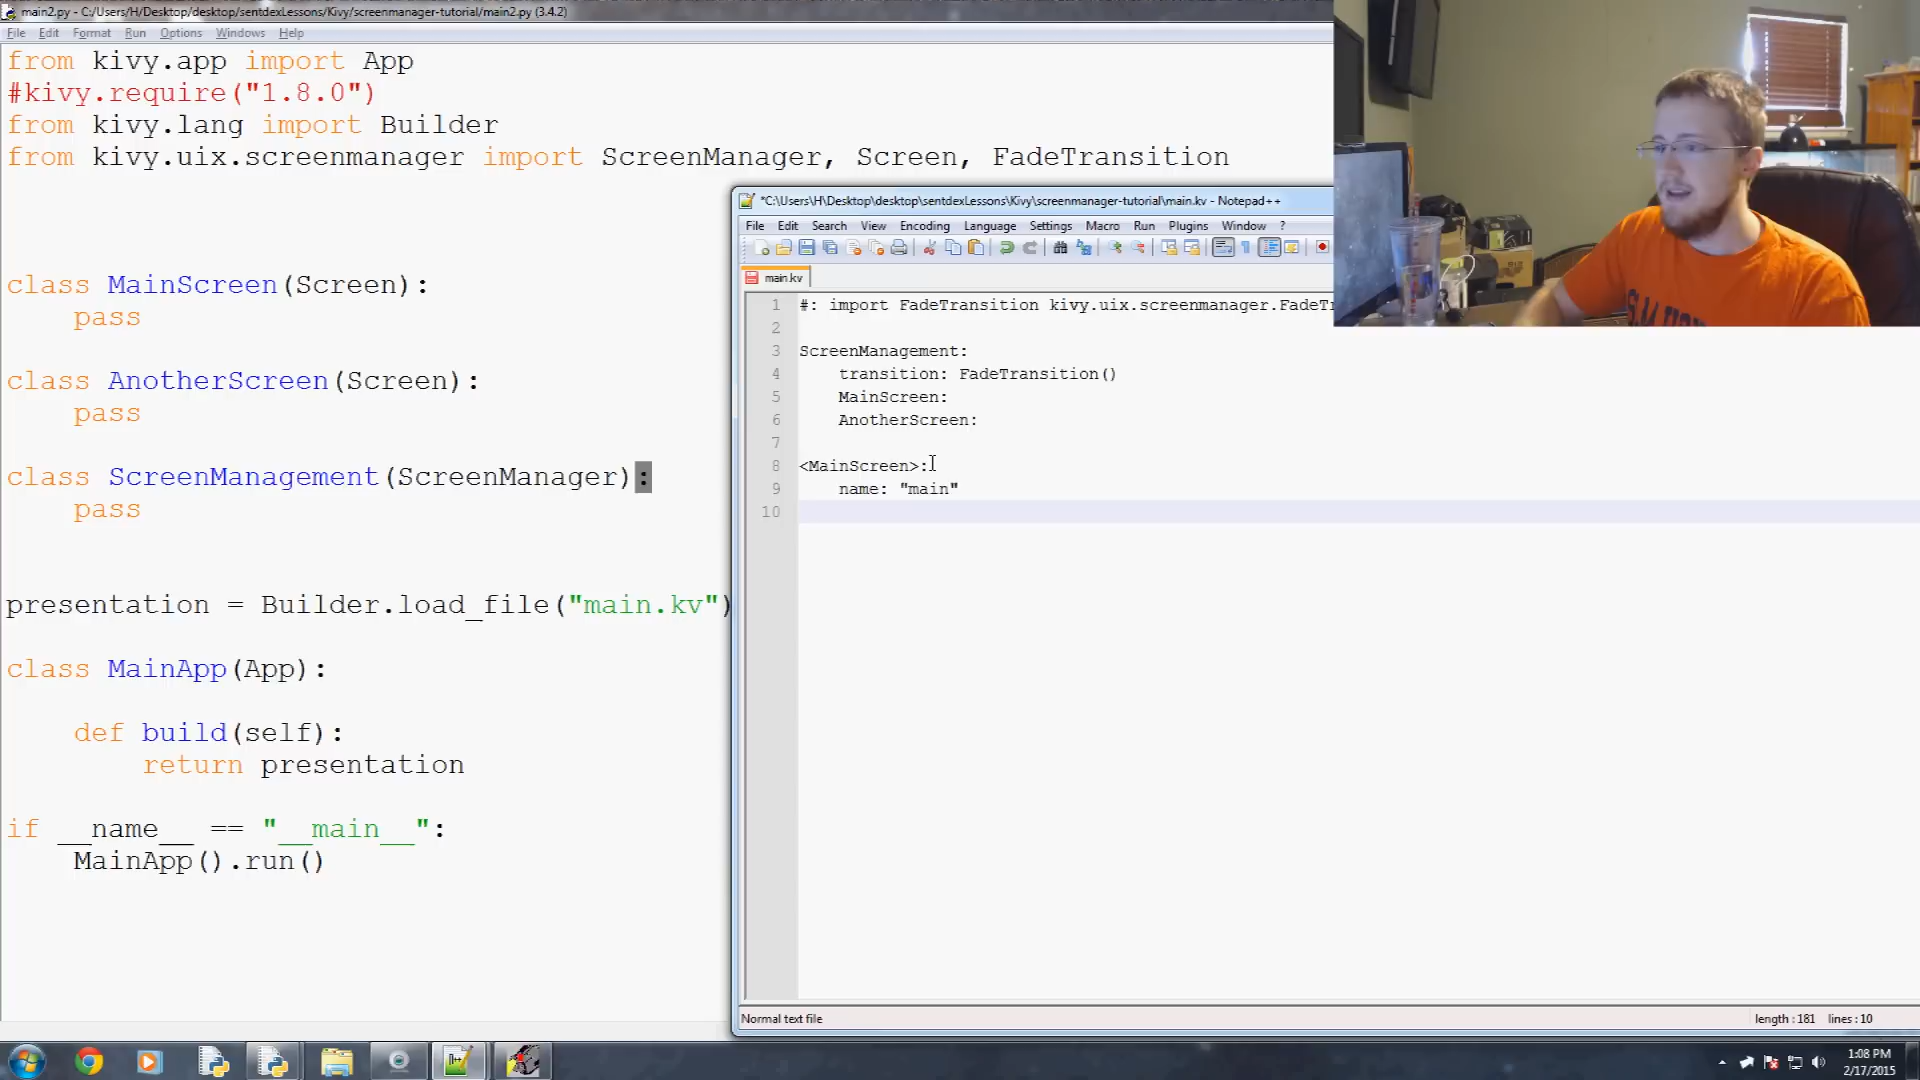 main2.py - C:/Users/H/Desktop/desktop/sentdexLessons/Kivy/screenmanager-tutorial/main2.py (3.4.2)
File Edit Format Run Options Windows Help
from kivy.app import App
#kivy.require("1.8.0")
from kivy.lang import Builder
from kivy.uix.screenmanager import ScreenManager, Screen, FadeTransition
class MainScreen(Screen):
pass
class AnotherScreen(Screen):
pass
class ScreenManagement(ScreenManager):
pass
presentation = Builder.load_file("main.kv")
class MainApp(App):
def build(self):
return presentation
if __name__ == "__main__":
MainApp().run()
*C:\Users\H\Desktop\desktop\sentdexLessons\Kivy\screenmanager-tutorial\main.kv - Notepad++
File Edit Search View Encoding Language Settings Macro Run Plugins Window ?
main.kv
1 #: import FadeTransition kivy.uix.screenmanager.FadeT
2
3 ScreenManagement:
4 transition: FadeTransition()
5 MainScreen:
6 AnotherScreen:
7
8 <MainScreen>:
9 name: "main"
10
Normal text file
length : 181 lines : 10
1:08 PM
2/17/2015